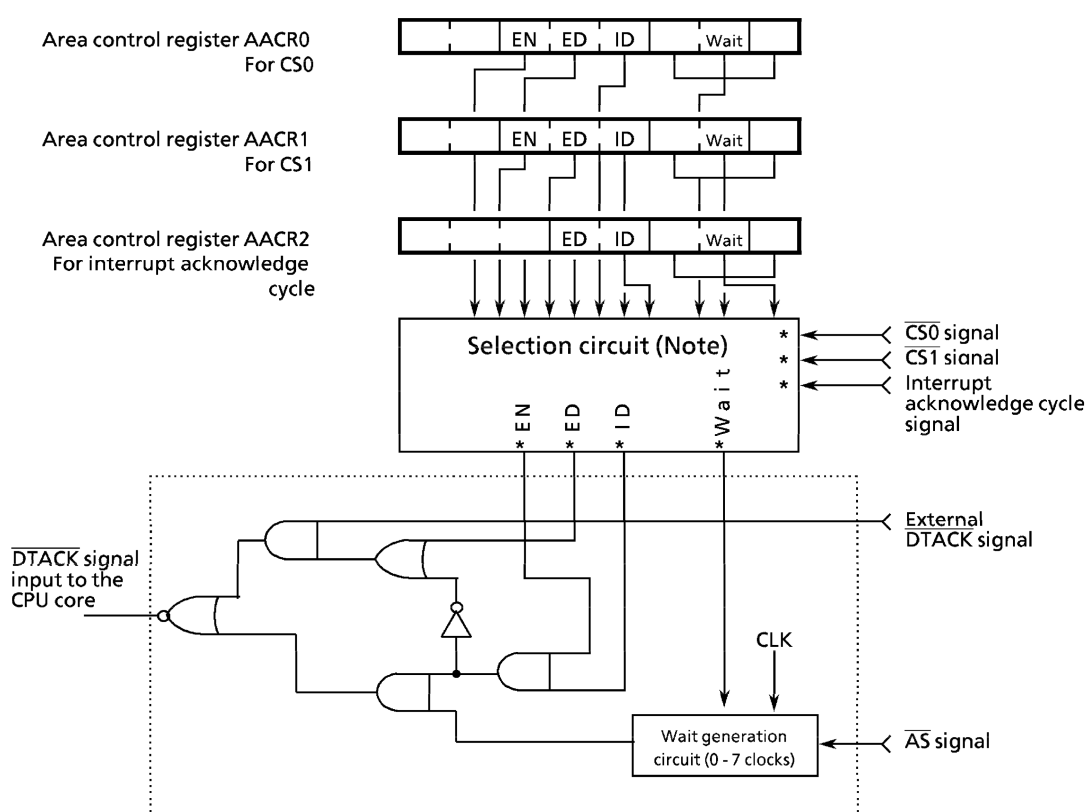 Area control register AACR0
For CS0
EN ED ID Wait
Area control register AACR1
For CS1
EN ED ID Wait
Area control register AACR2
For interrupt acknowledge
cycle
ED ID Wait
Selection circuit (Note)
*
*
*
CS0 signal
CS1 signal
Interrupt
acknowledge cycle
signal
*EN
*ED
*ID
*Wait
External
DTACK signal
DTACK signal
input to the
CPU core
CLK
Wait generation
circuit (0 - 7 clocks)
AS signal